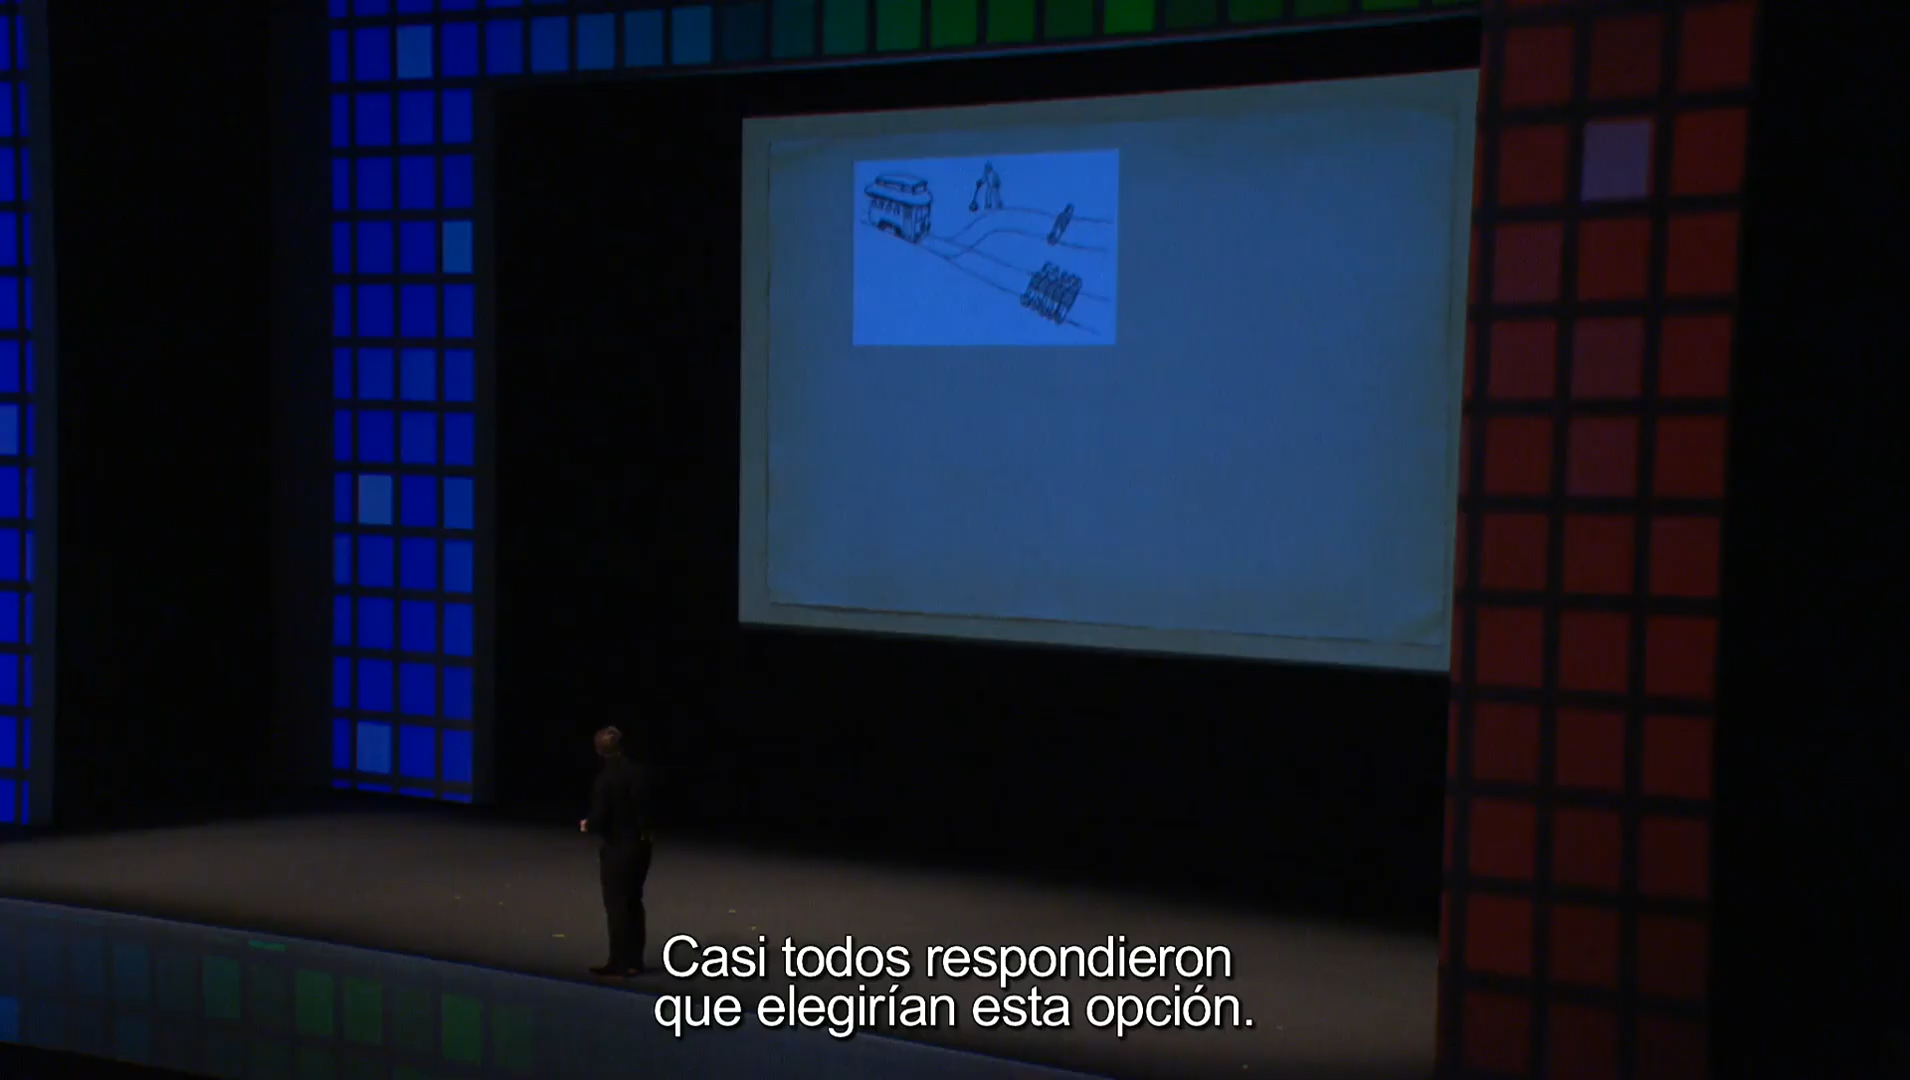 Casi todos respondieron
que elegirían esta opción.